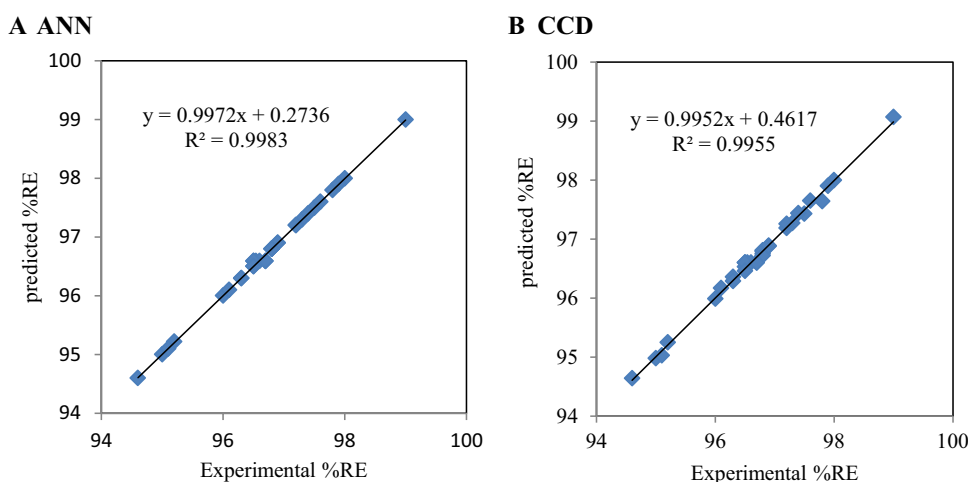 A ANN
100
99
98
97
96
95
94
predicted %RE
y = 0.9972x + 0.2736
R² = 0.9983
94
96
98
100
Experimental %RE
B CCD
100
99
98
97
96
95
94
predicted %RE
y = 0.9952x + 0.4617
R² = 0.9955
94
96
98
100
Experimental %RE